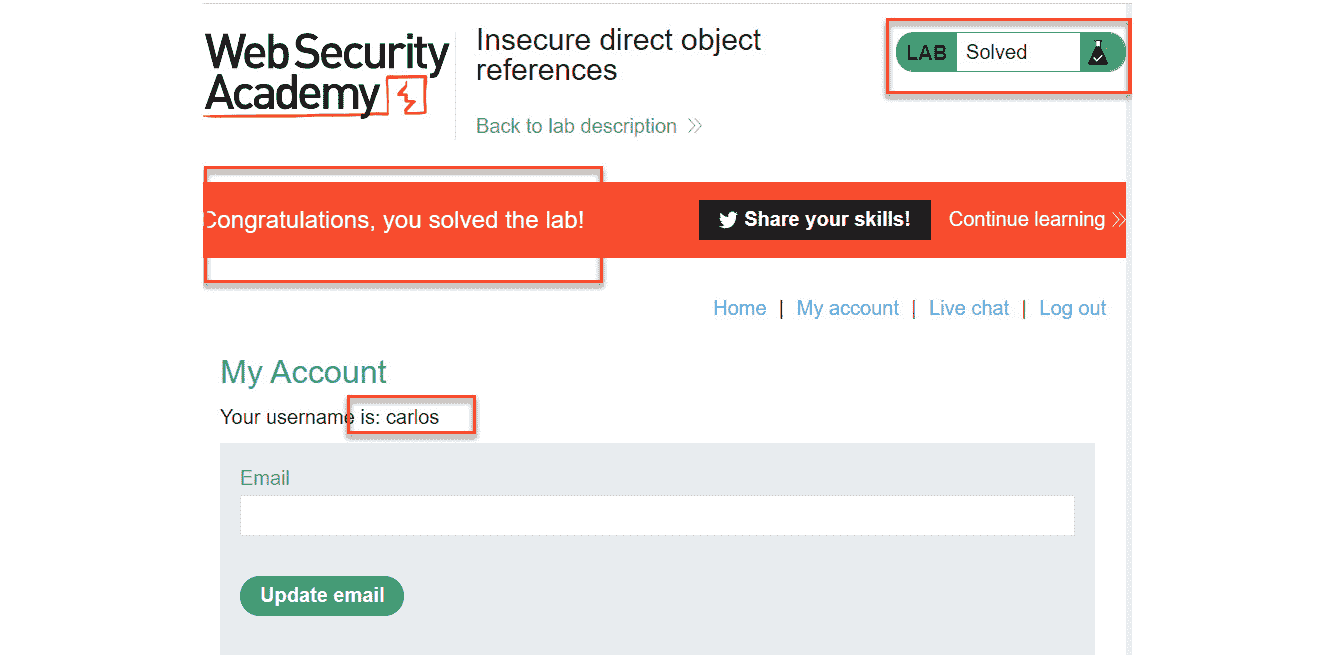 Web Security
Academy
Insecure direct object
references
Back to lab description
LAB Solved
Congratulations, you solved the lab!
Share your skills!
Continue learning
Home | My account | Live chat | Log out
My Account
Your username is: carlos
Email
Update email